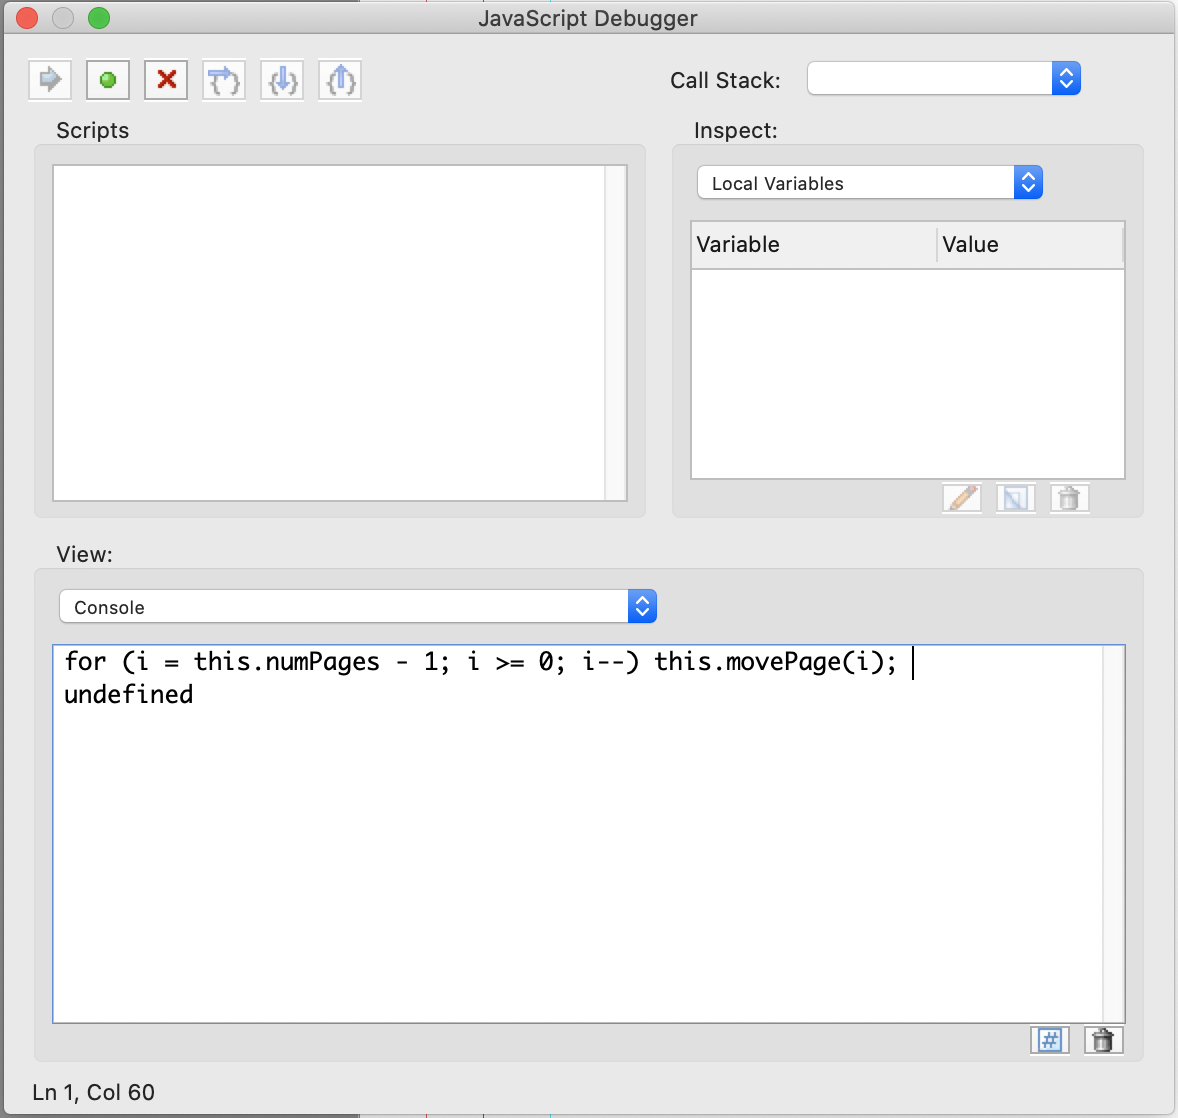 JavaScript Debugger
Call Stack:
Scripts
Inspect:
Local Variables
Variable Value
View:
Console
for (i = this.numPages - 1; i >= 0; i--) this.movePage(i);
undefined
#
Ln 1, Col 60